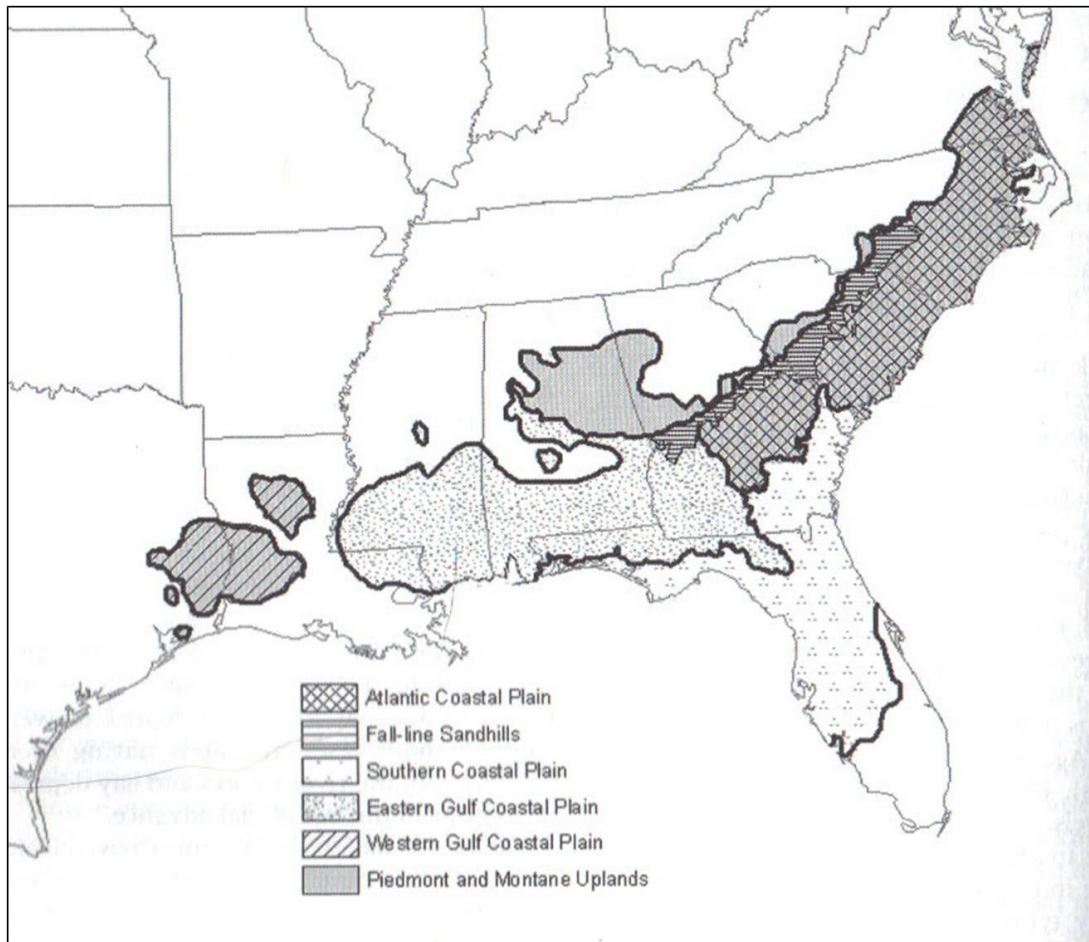 Atlantic Coastal Plain
Fall-line Sandhills
Southern Coastal Plain
Eastern Gulf Coastal Plain
Western Gulf Coastal Plain
Piedmont and Montane Uplands